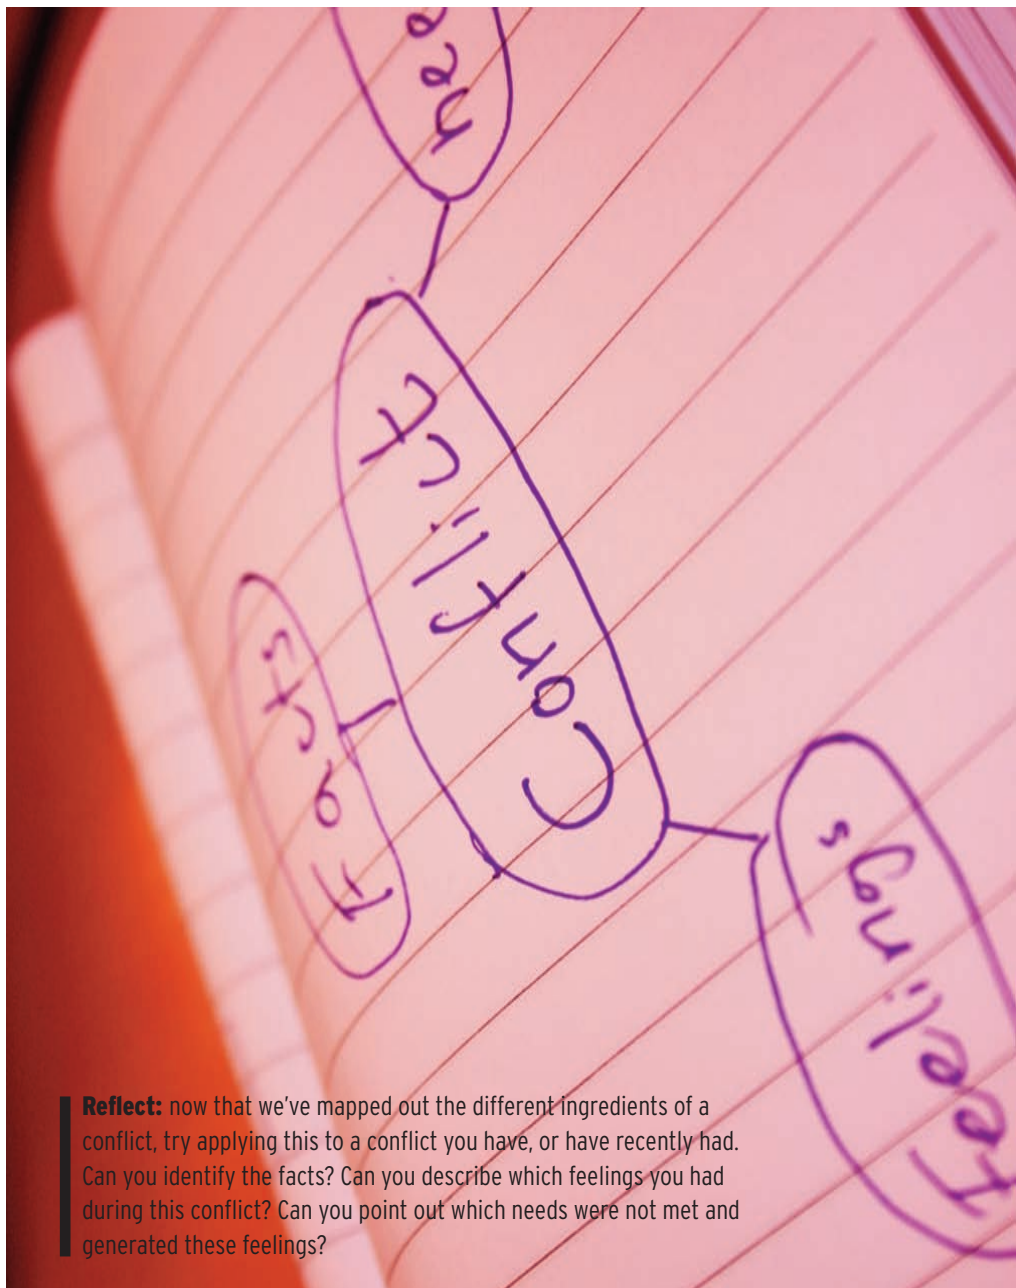 Conflict
Facts
Feelings
Reflect: now that we've mapped out the different ingredients of a
conflict, try applying this to a conflict you have, or have recently had.
Can you identify the facts? Can you describe which feelings you had
during this conflict? Can you point out which needs were not met and
generated these feelings?